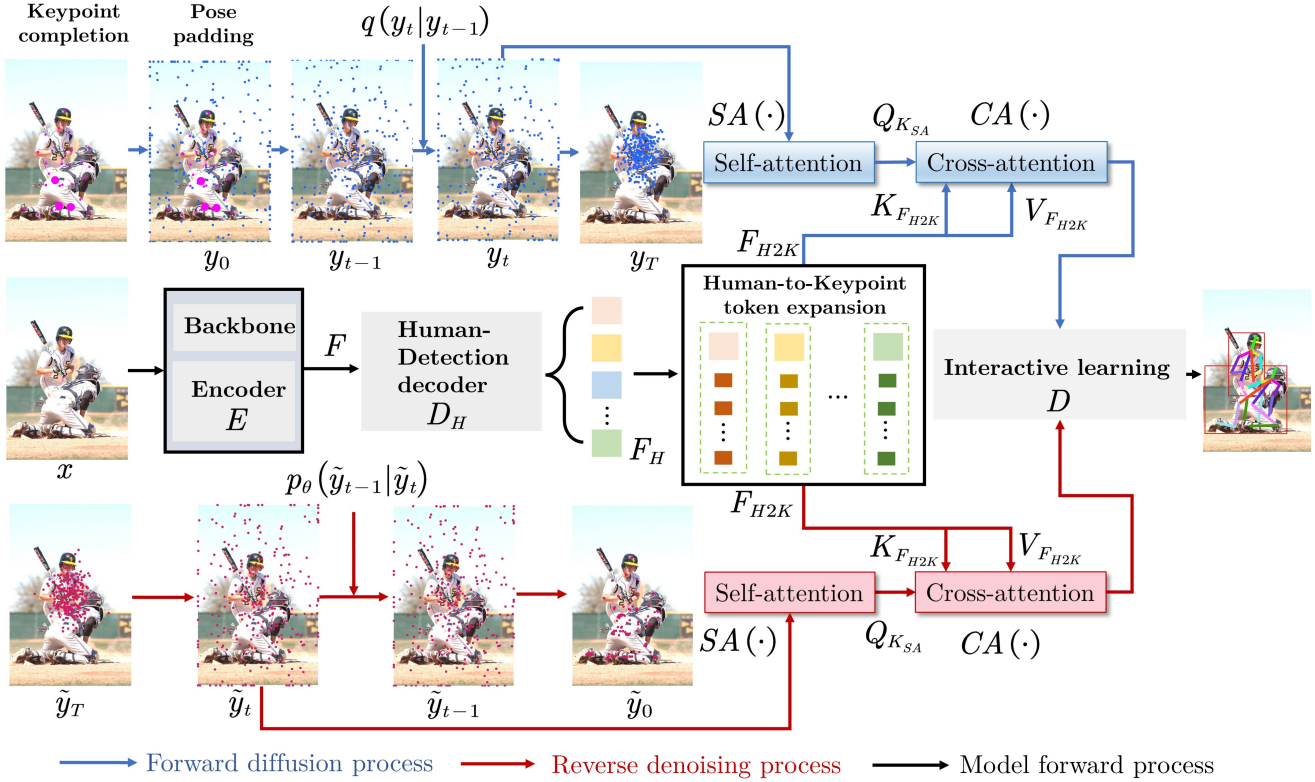 Keypoint
completion
Pose
padding
q(y_t|y_{t-1})
y_0
y_{t-1}
y_t
y_T
SA(·)
Q_{K_{SA}}
CA(·)
Self-attention
Cross-attention
K_{F_{H2K}}
V_{F_{H2K}}
F_{H2K}
x
Backbone
Encoder
E
F
Human-
Detection
decoder
D_H
F_H
Human-to-Keypoint
token expansion
Interactive learning
D
p_θ(ỹ_{t-1}|ỹ_t)
ỹ_T
ỹ_t
ỹ_{t-1}
ỹ_0
F_{H2K}
K_{F_{H2K}}
V_{F_{H2K}}
Self-attention
Cross-attention
SA(·)
Q_{K_{SA}}
CA(·)
Forward diffusion process
Reverse denoising process
Model forward process